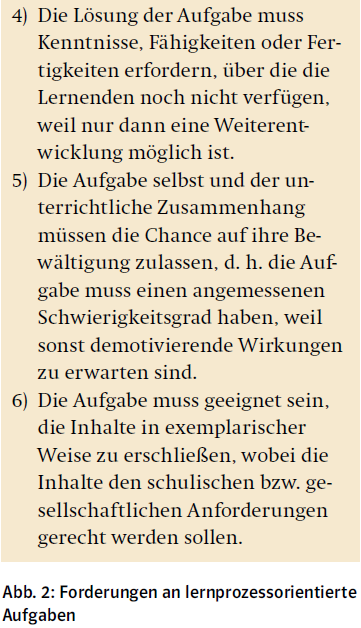 4) Die Lösung der Aufgabe muss
Kenntnisse, Fähigkeiten oder Fer-
tigkeiten erfordern, über die die
Lernenden noch nicht verfügen,
weil nur dann eine Weiterent-
wicklung möglich ist.
5) Die Aufgabe selbst und der un-
terrichtliche Zusammenhang
müssen die Chance auf ihre Be-
wältigung zulassen, d. h. die Auf-
gabe muss einen angemessenen
Schwierigkeitsgrad haben, weil
sonst demotivierende Wirkungen
zu erwarten sind.
6) Die Aufgabe muss geeignet sein,
die Inhalte in exemplarischer
Weise zu erschließen, wobei die
Inhalte den schulischen bzw. ge-
sellschaftlichen Anforderungen
gerecht werden sollen.
Abb. 2: Forderungen an lernprozessorientierte
Aufgaben